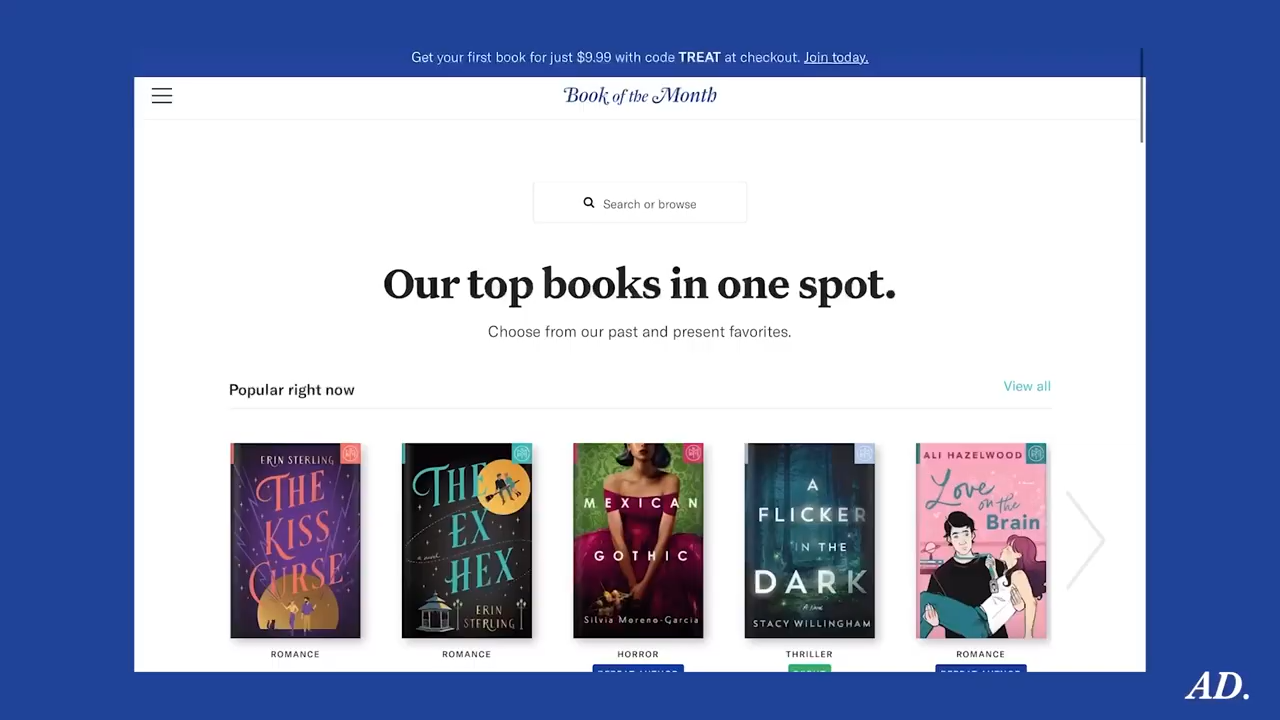 Get your first book for just $9.99 with code TREAT at checkout. Join today.
Book of the Month
Search or browse
Our top books in one spot.
Choose from our past and present favorites.
Popular right now
View all
ERIN STERLING
THE
KISS
CURSE
ROMANCE
THE
EX
a novel
HEX
ERIN
STERLING
ROMANCE
MEXICAN
GOTHIC
Silvia Moreno-Garcia
HORROR
A
FLICKER
IN THE
DARK
A Novel
STACY WILLINGHAM
THRILLER
ALI HAZELWOOD
Love
on the
Brain
ROMANCE
AD.